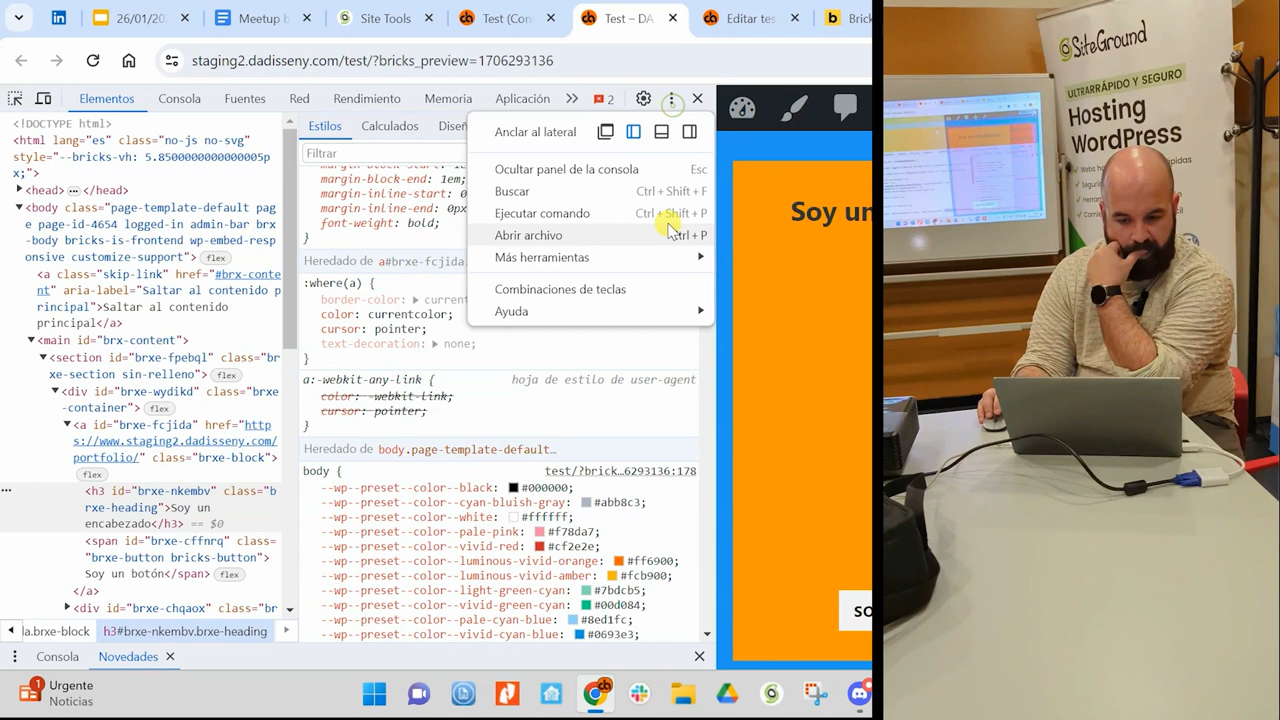 26/01/20
Meetup b
Site Tools
Test (Con
Test – DA
Editar tes
Brick
staging2.dadisseny.com/test/?bricks_preview=1706293136
Elementos
Consola
Fuentes
Red
Rendimiento
Memoria
Aplicación
2
Estilos
Calculados
Diseñ
Filtrar
<!DOCTYPE html>
<html lang="es" class="no-js no-svg"
style="--bricks-vh: 5.850000000000005p
x;">
<head> ••• </head>
<body class="page-template-default pag
e page-id-4654 logged-in admin-bar brx
-body bricks-is-frontend wp-embed-resp
onsive customize-support"> flex
<a class="skip-link" href="#brx-conte
nt" aria-label="Saltar al contenido p
rincipal">Saltar al contenido
principal</a>
<main id="brx-content">
<section id="brxe-fpebql" class="br
xe-section sin-relleno"> flex
<div id="brxe-wydikd" class="brxe
-container"> flex
<a id="brxe-fcjida" href="http
s://www.staging2.dadisseny.com/
portfolio/" class="brxe-block">
flex
<h3 id="brxe-nkembv" class="b
rxe-heading">Soy un
encabezado</h3> == $0
<span id="brxe-cffnrq" class=
"brxe-button bricks-button">
Soy un botón</span> flex
</a>
<div id="brxe-chqaox" class="br
margin-block-end: 1em;
margin-inline-start: 0
margin-inline-end:
font-weight: bold;
Heredado de a#brxe-fcjida.
:where(a) {
border-color: current
color: currentcolor;
cursor: pointer;
text-decoration: none;
}
a:-webkit-any-link {
hoja de estilo de user-agent
color: -webkit-link;
cursor: pointer;
}
Heredado de body.page-template-default…
body {
test/?brick…6293136:178
--wp--preset--color--black: #000000;
--wp--preset--color--cyan-bluish-gray: #abb8c3;
--wp--preset--color--white: #ffffff;
--wp--preset--color--pale-pink: #f78da7;
--wp--preset--color--vivid-red: #cf2e2e;
--wp--preset--color--luminous-vivid-orange: #ff6900;
--wp--preset--color--luminous-vivid-amber: #fcb900;
--wp--preset--color--light-green-cyan: #7bdcb5;
--wp--preset--color--vivid-green-cyan: #00d084;
--wp--preset--color--pale-cyan-blue: #8ed1fc;
--wp--preset--color--vivid-cyan-blue: #0693e3;
Anclar al lateral
Ocultar panel de la consola Esc
Buscar Ctrl + Shift + F
Ejecutar comando Ctrl + Shift + P
Abrir archivo Ctrl + P
Más herramientas
Combinaciones de teclas
Ayuda
la.brxe-block
h3#brxe-nkembv.brxe-heading
Consola
Novedades
Soy un
SO
1
Urgente
Noticias
SiteGround
ULTRARRÁPIDO Y SEGURO
Hosting
WordPress